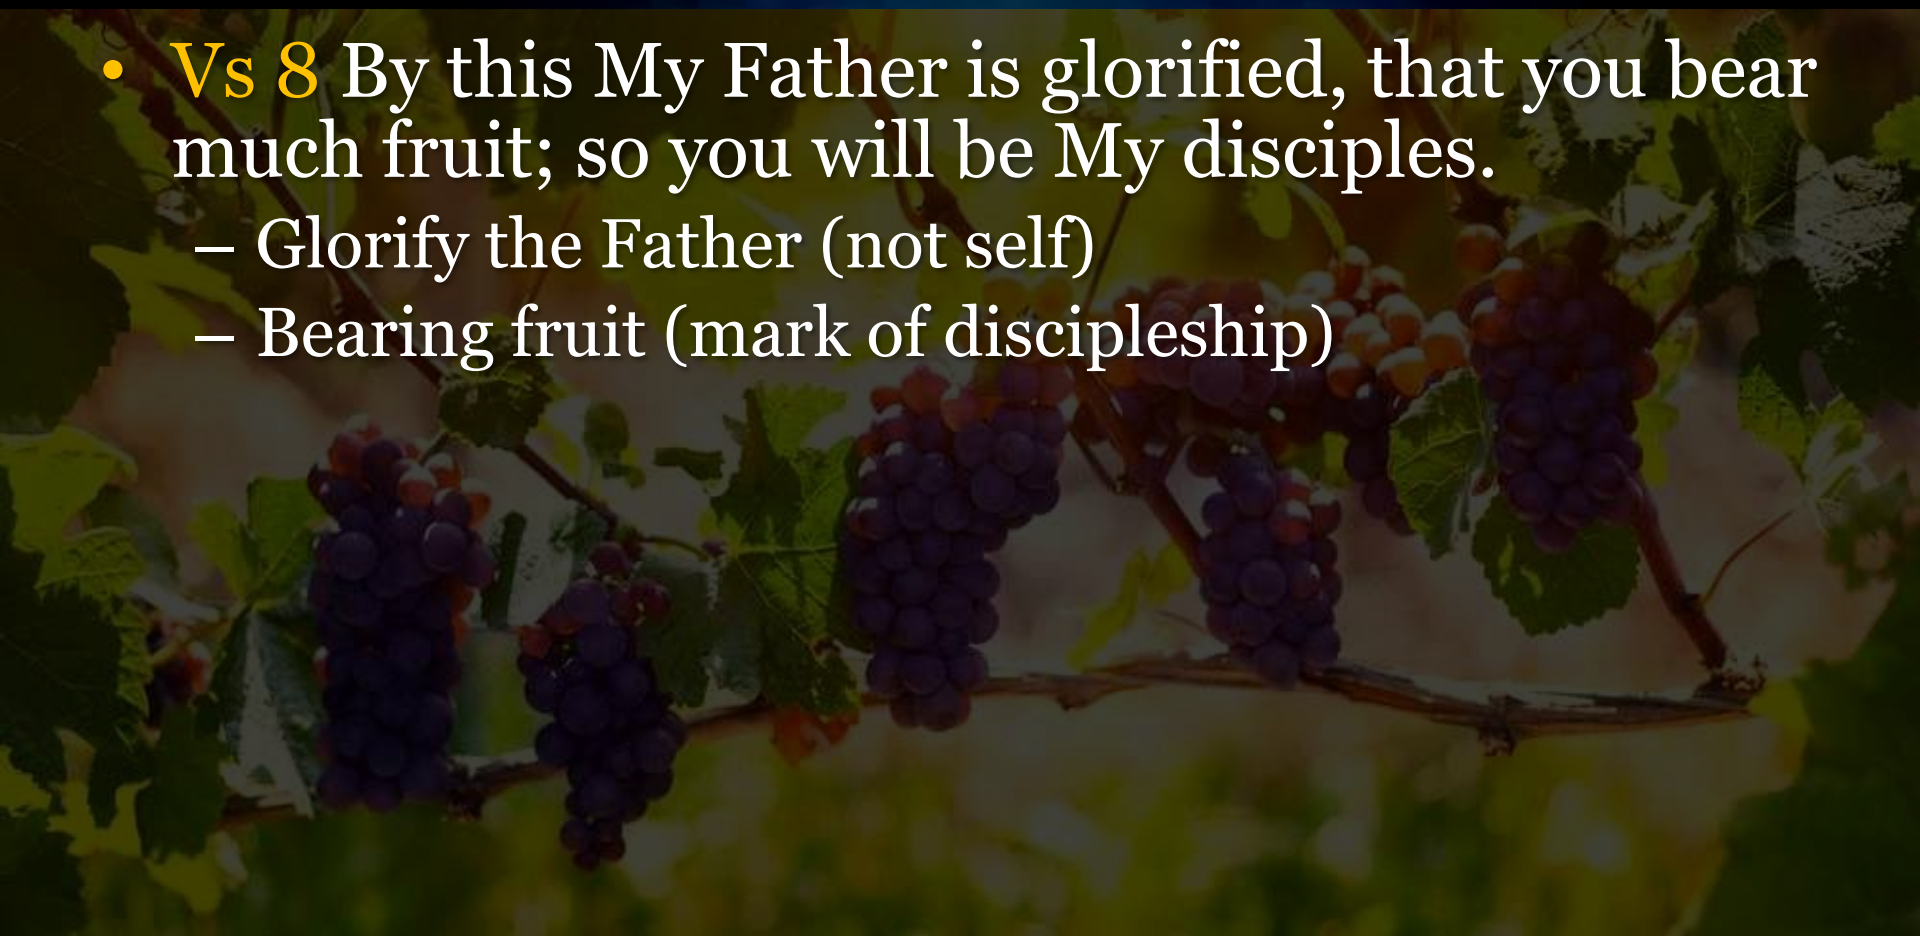 • Vs 8 By this My Father is glorified, that you bear
much fruit; so you will be My disciples.
– Glorify the Father (not self)
– Bearing fruit (mark of discipleship)